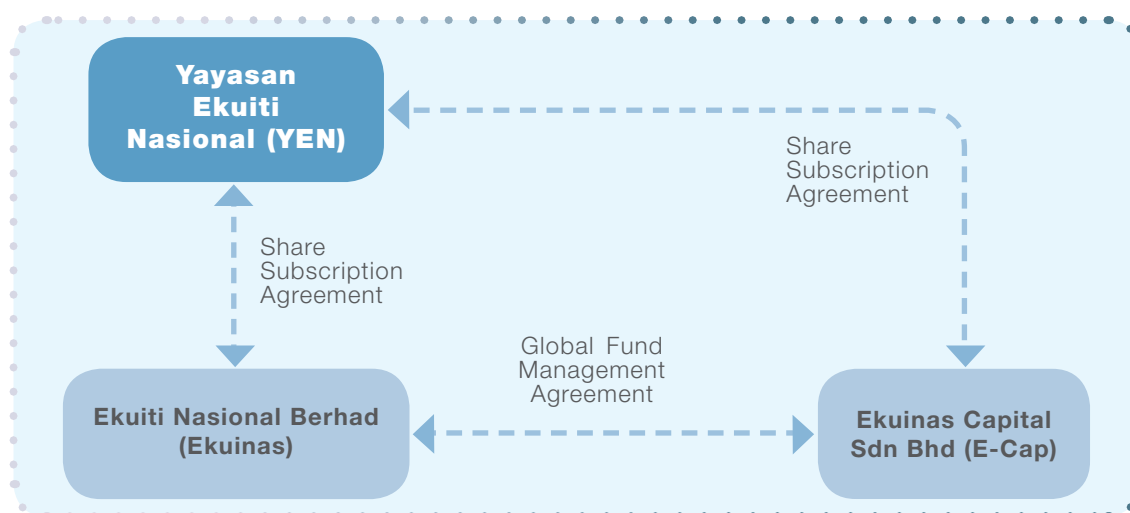 Yayasan
Ekuiti
Nasional (YEN)
Share
Subscription
Agreement
Share
Subscription
Agreement
Global Fund
Management
Agreement
Ekuiti Nasional Berhad
(Ekuinas)
Ekuinas Capital
Sdn Bhd (E-Cap)